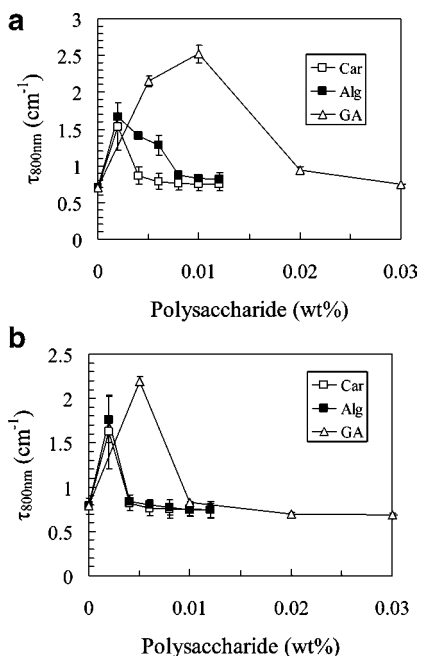 a
3
2.5
2
1.5
1
0.5
0
τ800nm (cm-1)
Car
Alg
GA
0
0.01
0.02
0.03
Polysaccharide (wt%)
b
2.5
2
1.5
1
0.5
0
τ800nm (cm-1)
Car
Alg
GA
0
0.01
0.02
0.03
Polysaccharide (wt%)